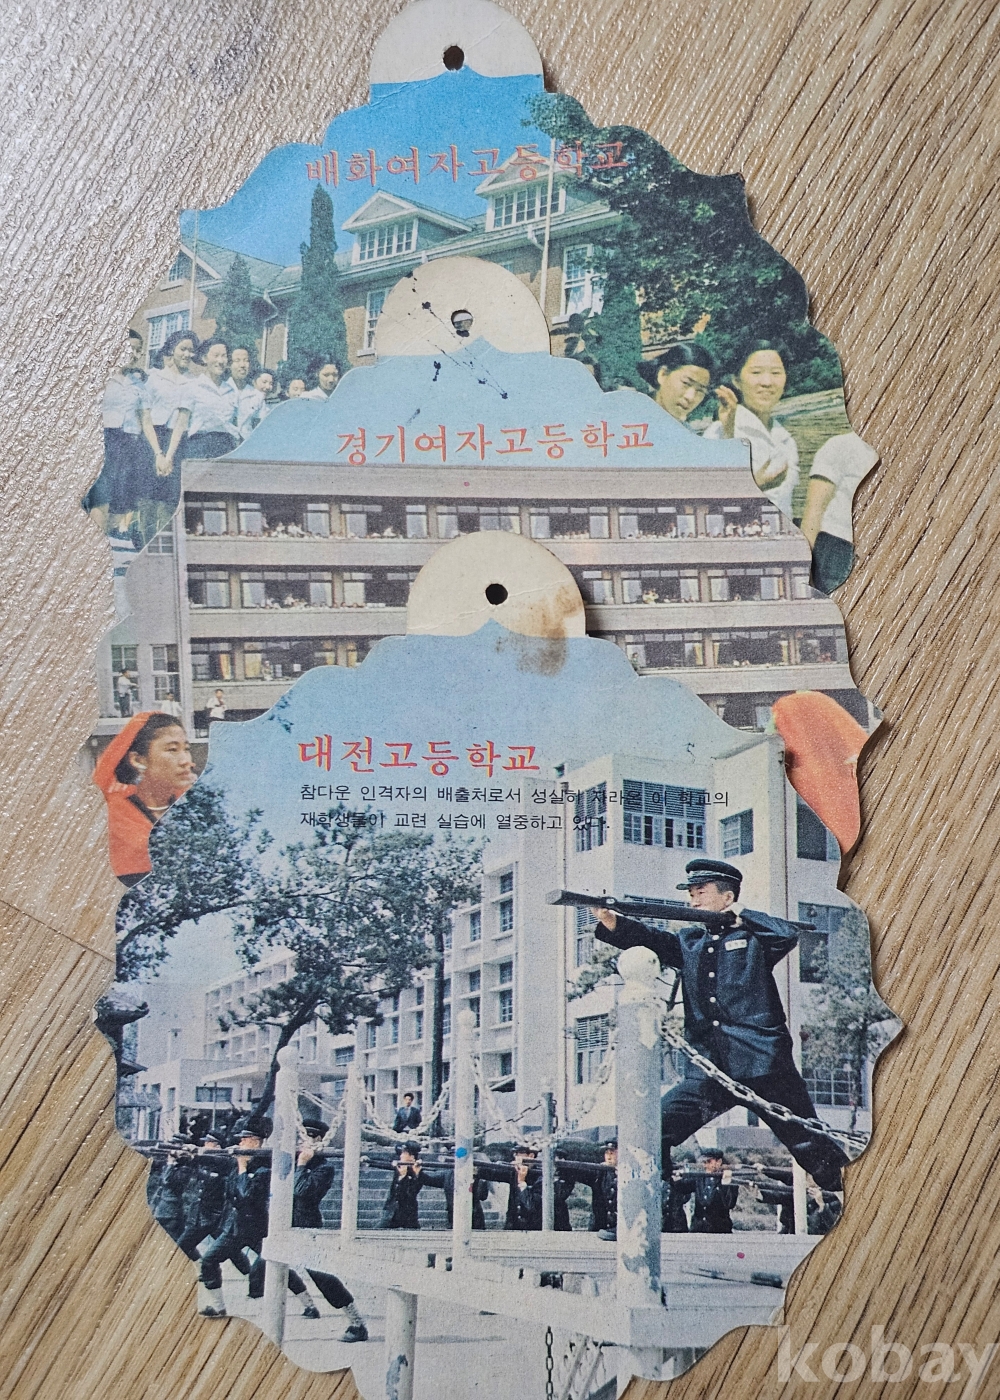 배화여자고등학교
경기여자고등학교
대전고등학교
참다운 인격자의 배출처로서 성실히 자라온 이 학교의
재학생들이 교련 실습에 열중하고 있다.
kobay